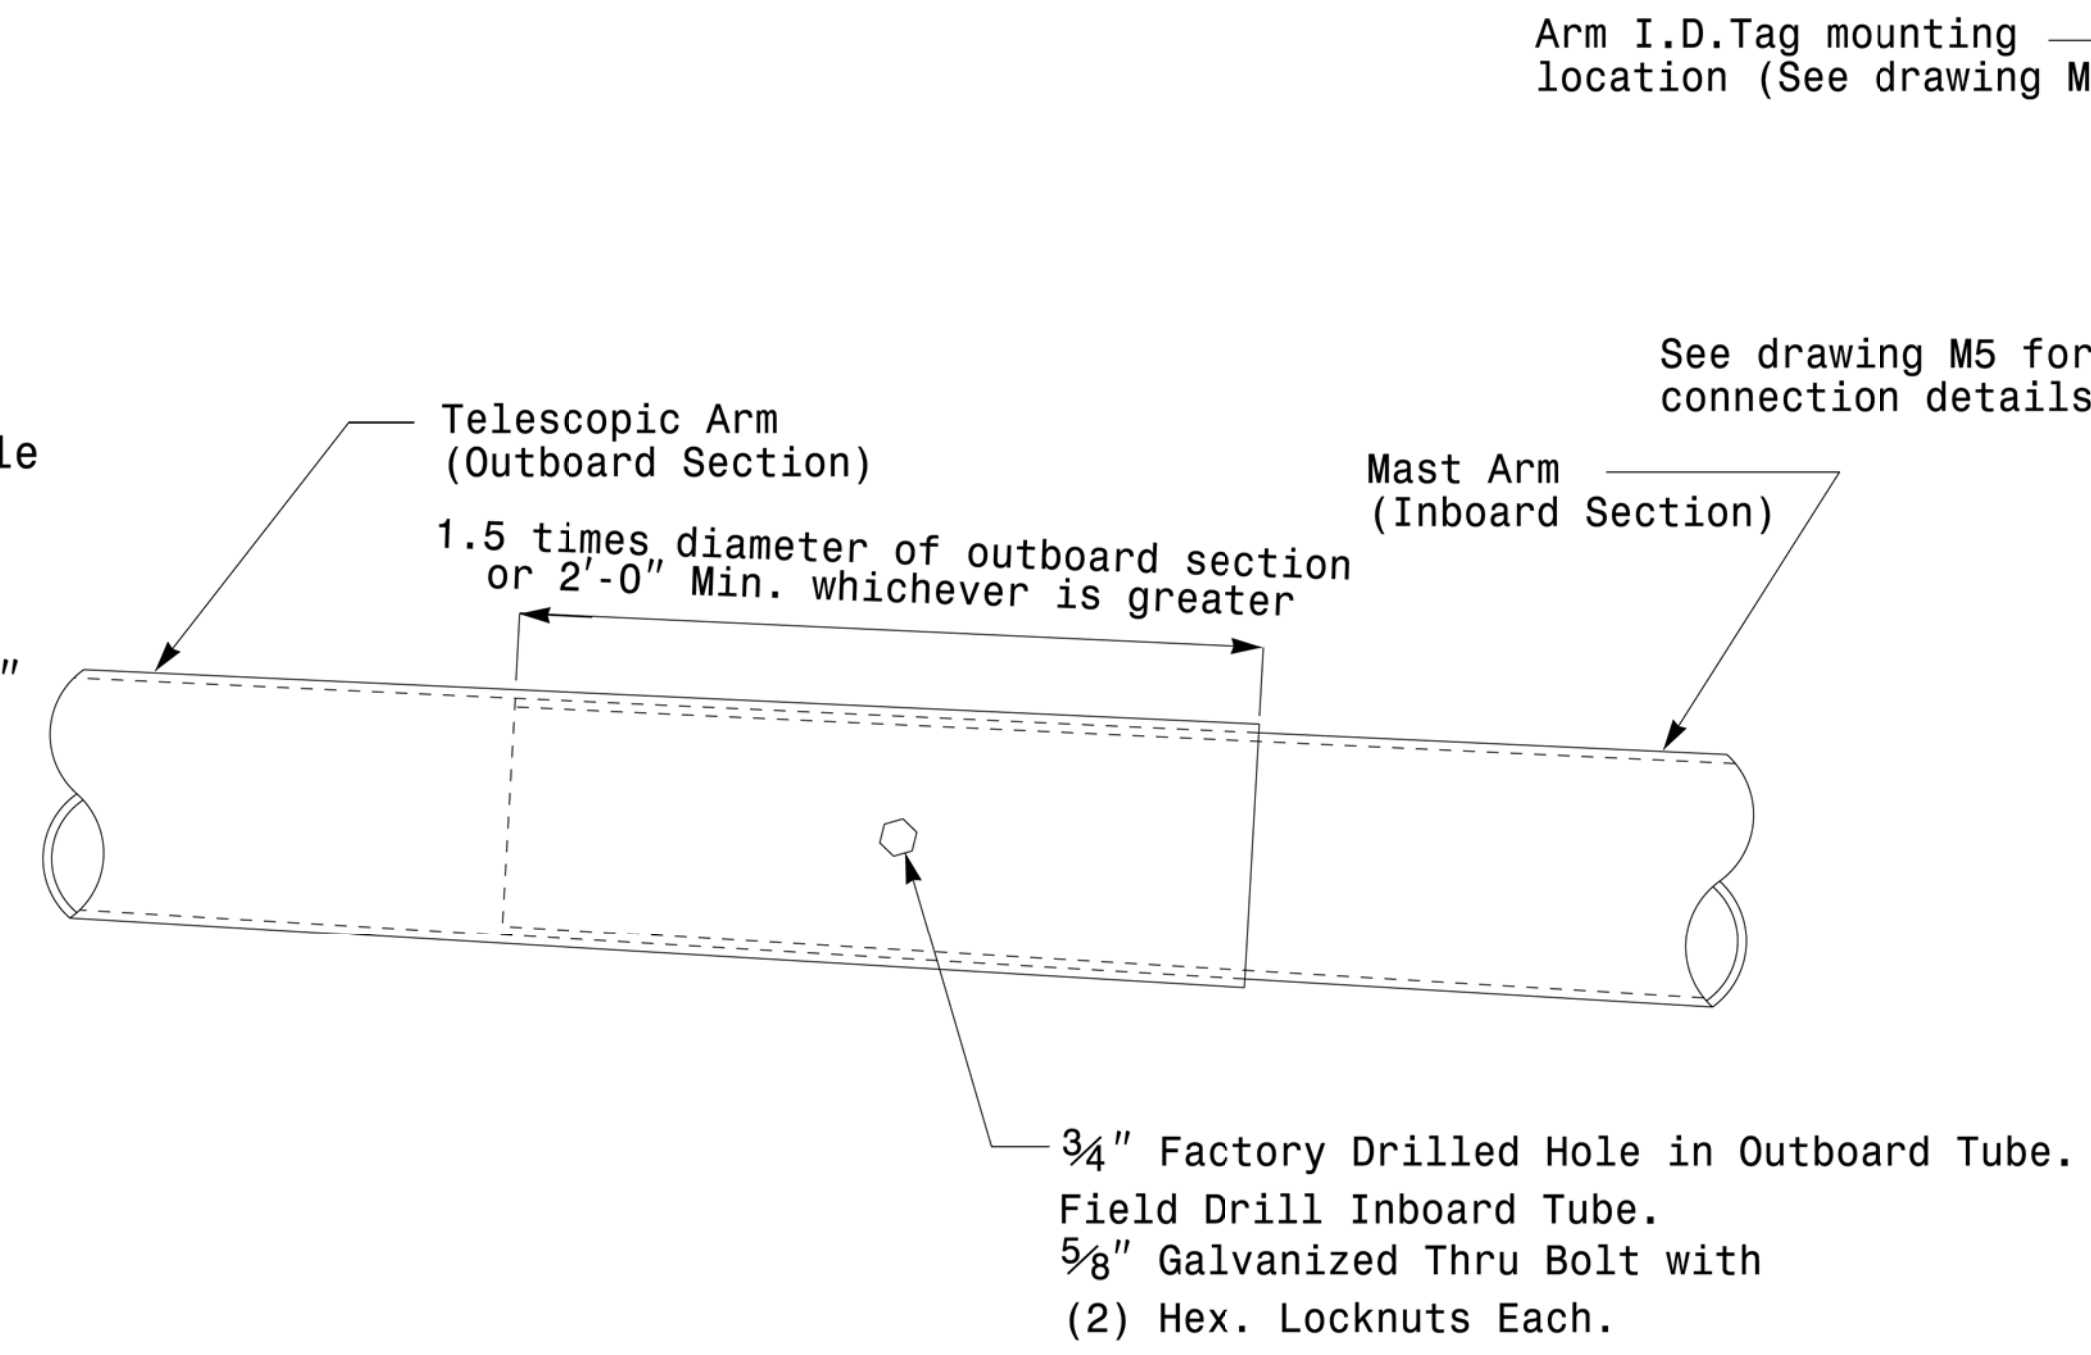 Arm I.D.Tag mounting
location (See drawing M
See drawing M5 for
connection details
Telescopic Arm
(Outboard Section)
le
Mast Arm
(Inboard Section)
1.5 times diameter of outboard section
or 2'-0" Min. whichever is greater
"
3/4" Factory Drilled Hole in Outboard Tube.
Field Drill Inboard Tube.
5/8" Galvanized Thru Bolt with
(2) Hex. Locknuts Each.